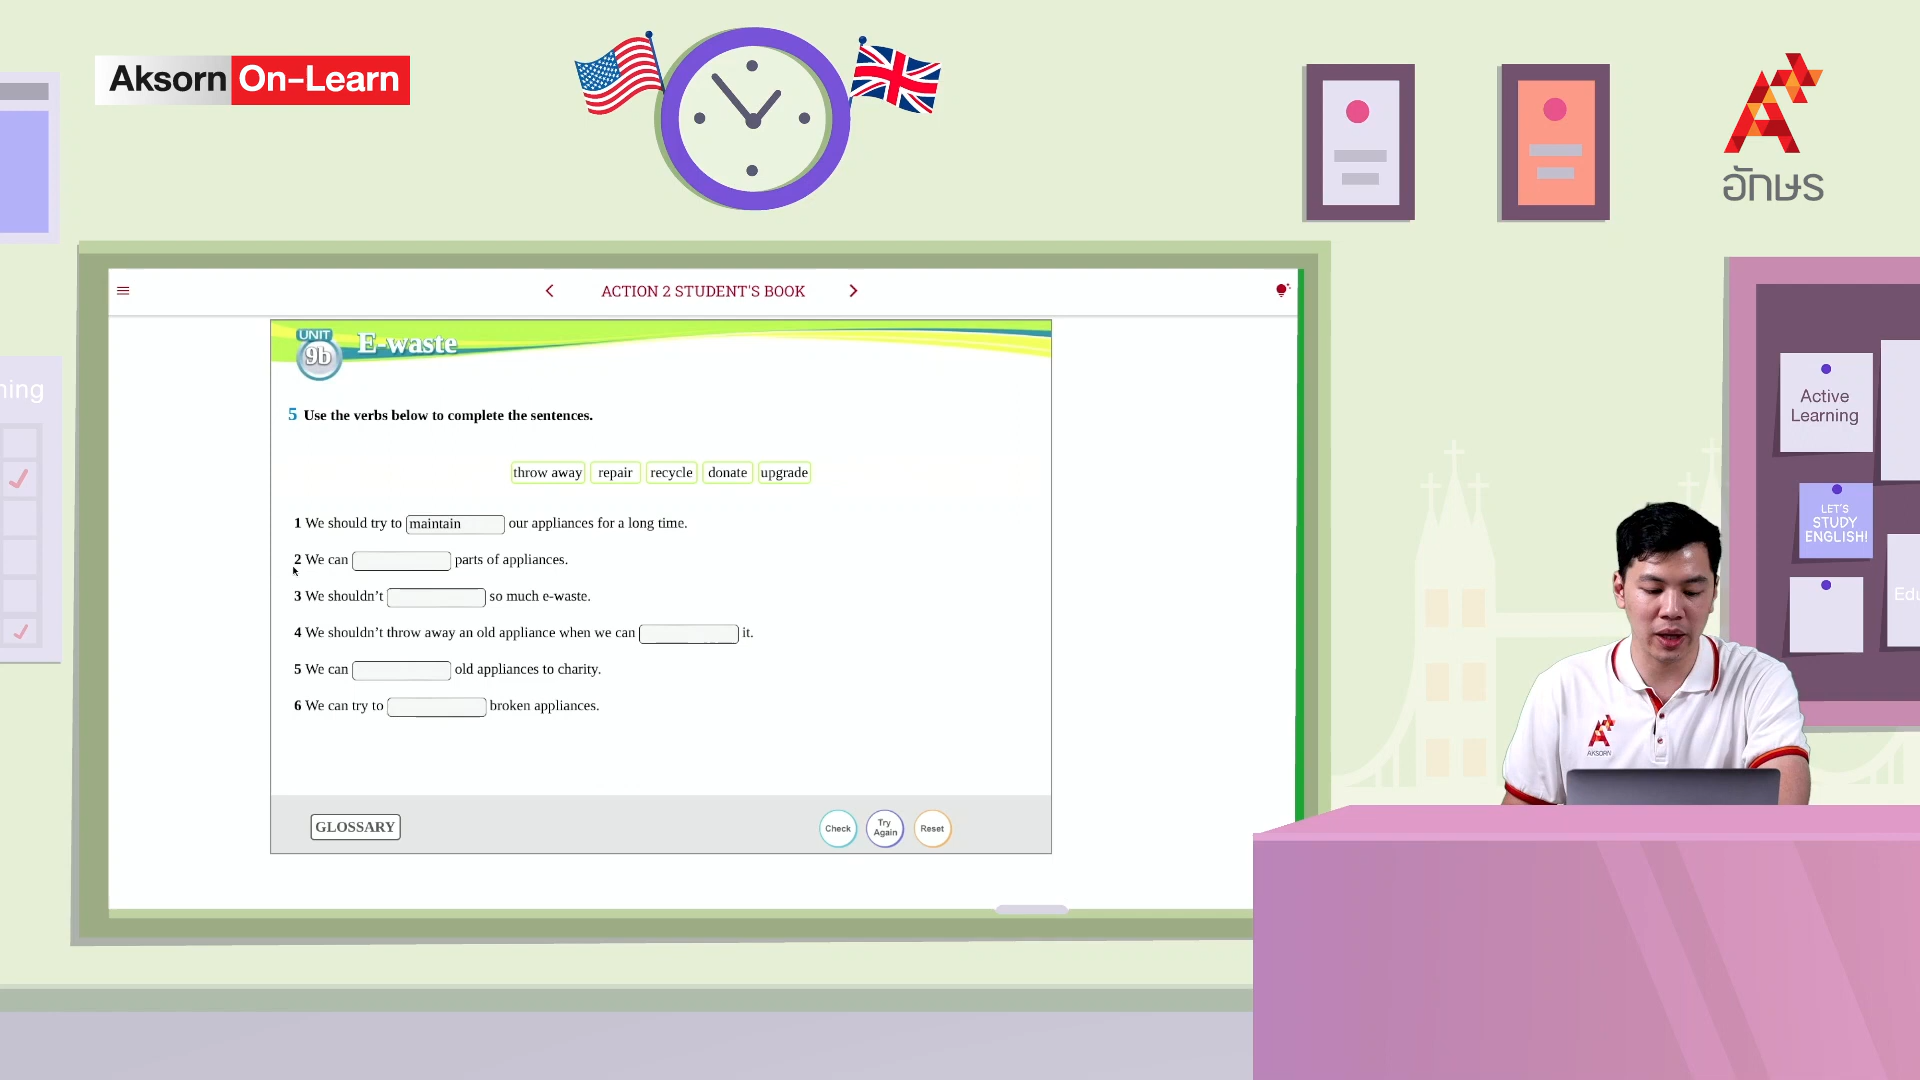 Aksorn On-Learn
อักษร
ning
ACTION 2 STUDENT'S BOOK
UNIT
9b
E-waste
5 Use the verbs below to complete the sentences.
throw away repair recycle donate upgrade
1 We should try to maintain our appliances for a long time.
2 We can parts of appliances.
3 We shouldn't so much e-waste.
4 We shouldn't throw away an old appliance when we can it.
5 We can old appliances to charity.
6 We can try to broken appliances.
GLOSSARY
Check
Try
Again
Reset
Active
Learning
LET'S
STUDY
ENGLISH!
Edu
AKSORN